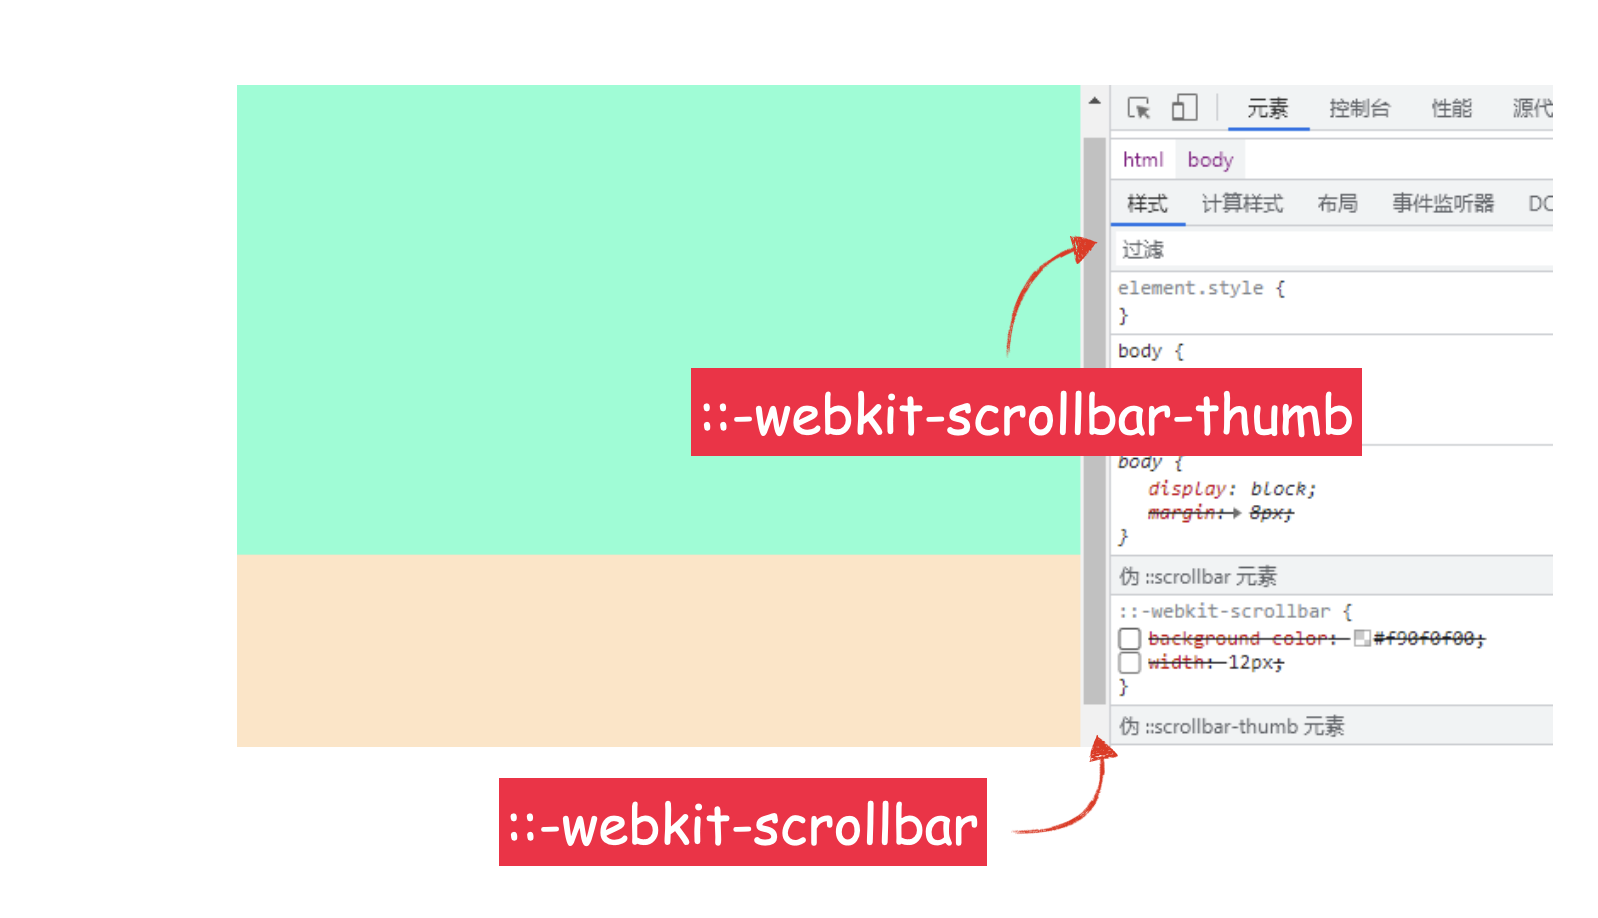 元素 控制台 性能 源代
html body
样式 计算样式 布局 事件监听器 DC
过滤
element.style {
}
body {
::-webkit-scrollbar-thumb
body {
display: block;
margin: 8px;
}
伪 ::scrollbar 元素
::-webkit-scrollbar {
background-color: #f90f0f00;
width: 12px;
}
伪 ::scrollbar-thumb 元素
::-webkit-scrollbar